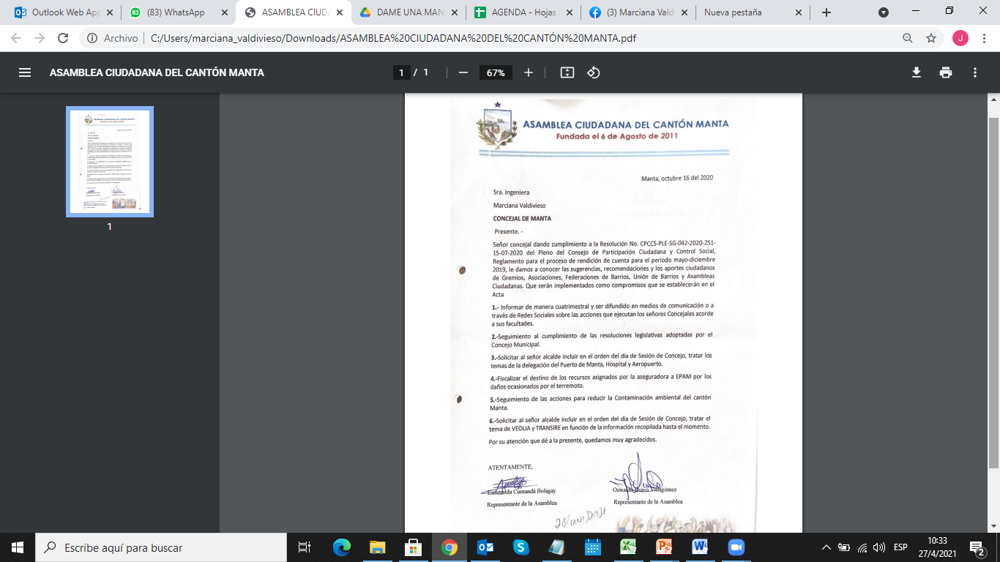 Outlook Web App
(83) WhatsApp
ASAMBLEA CIUD
DAME UNA MAN
AGENDA - Hojas
(3) Marciana Vald
Nueva pestaña
Archivo
C:/Users/marciana_valdivieso/Downloads/ASAMBLEA%20CIUDADANA%20DEL%20CANTÓN%20MANTA.pdf
J
ASAMBLEA CIUDADANA DEL CANTÓN MANTA
1 / 1
67%
1
ASAMBLEA CIUDADANA DEL CANTÓN MANTA
Fundada el 6 de Agosto de 2011
Manta, octubre 16 del 2020
Sra. Ingeniera
Marciana Valdivieso
CONCEJAL DE MANTA
Presente. -
Señor concejal dando cumplimiento a la Resolución No. CPCCS-PLE-SG-042-2020-251-
15-07-2020 del Pleno del Consejo de Participación Ciudadana y Control Social,
Reglamento para el proceso de rendición de cuenta para el periodo mayo-diciembre
2019, le damos a conocer las sugerencias, recomendaciones y los aportes ciudadanos
de Gremios, Asociaciones, Federaciones de Barrios, Unión de Barrios y Asambleas
Ciudadanas. Que serán implementados como compromisos que se establecerán en el
Acta
1.- Informar de manera cuatrimestral y ser difundido en medios de comunicación o a
través de Redes Sociales sobre las acciones que ejecutan los señores Concejales acorde
a sus facultades.
2.-Seguimiento al cumplimiento de las resoluciones legislativas adoptadas por el
Concejo Municipal.
3.-Solicitar al señor alcalde incluir en el orden del día de Sesión de Concejo, tratar los
temas de la delegación del Puerto de Manta, Hospital y Aeropuerto.
4.-Fiscalizar el destino de los recursos asignados por la aseguradora a EPAM por los
daños ocasionados por el terremoto.
5.-Seguimiento de las acciones para reducir la Contaminación ambiental del cantón
Manta.
6.-Solicitar al señor alcalde incluir en el orden del día de Sesión de Concejo, tratar el
tema de VEOLIA y TRANSIRE en función de la información recopilada hasta el momento.
Por su atención que dé a la presente, quedamos muy agradecidos.
ATENTAMENTE,
Esmeralda Cumandá Bolagay
Representante de la Asamblea
Oswaldo Bravo Villagómez
Representante de la Asamblea
Escribe aquí para buscar
ESP
10:33
27/4/2021
2